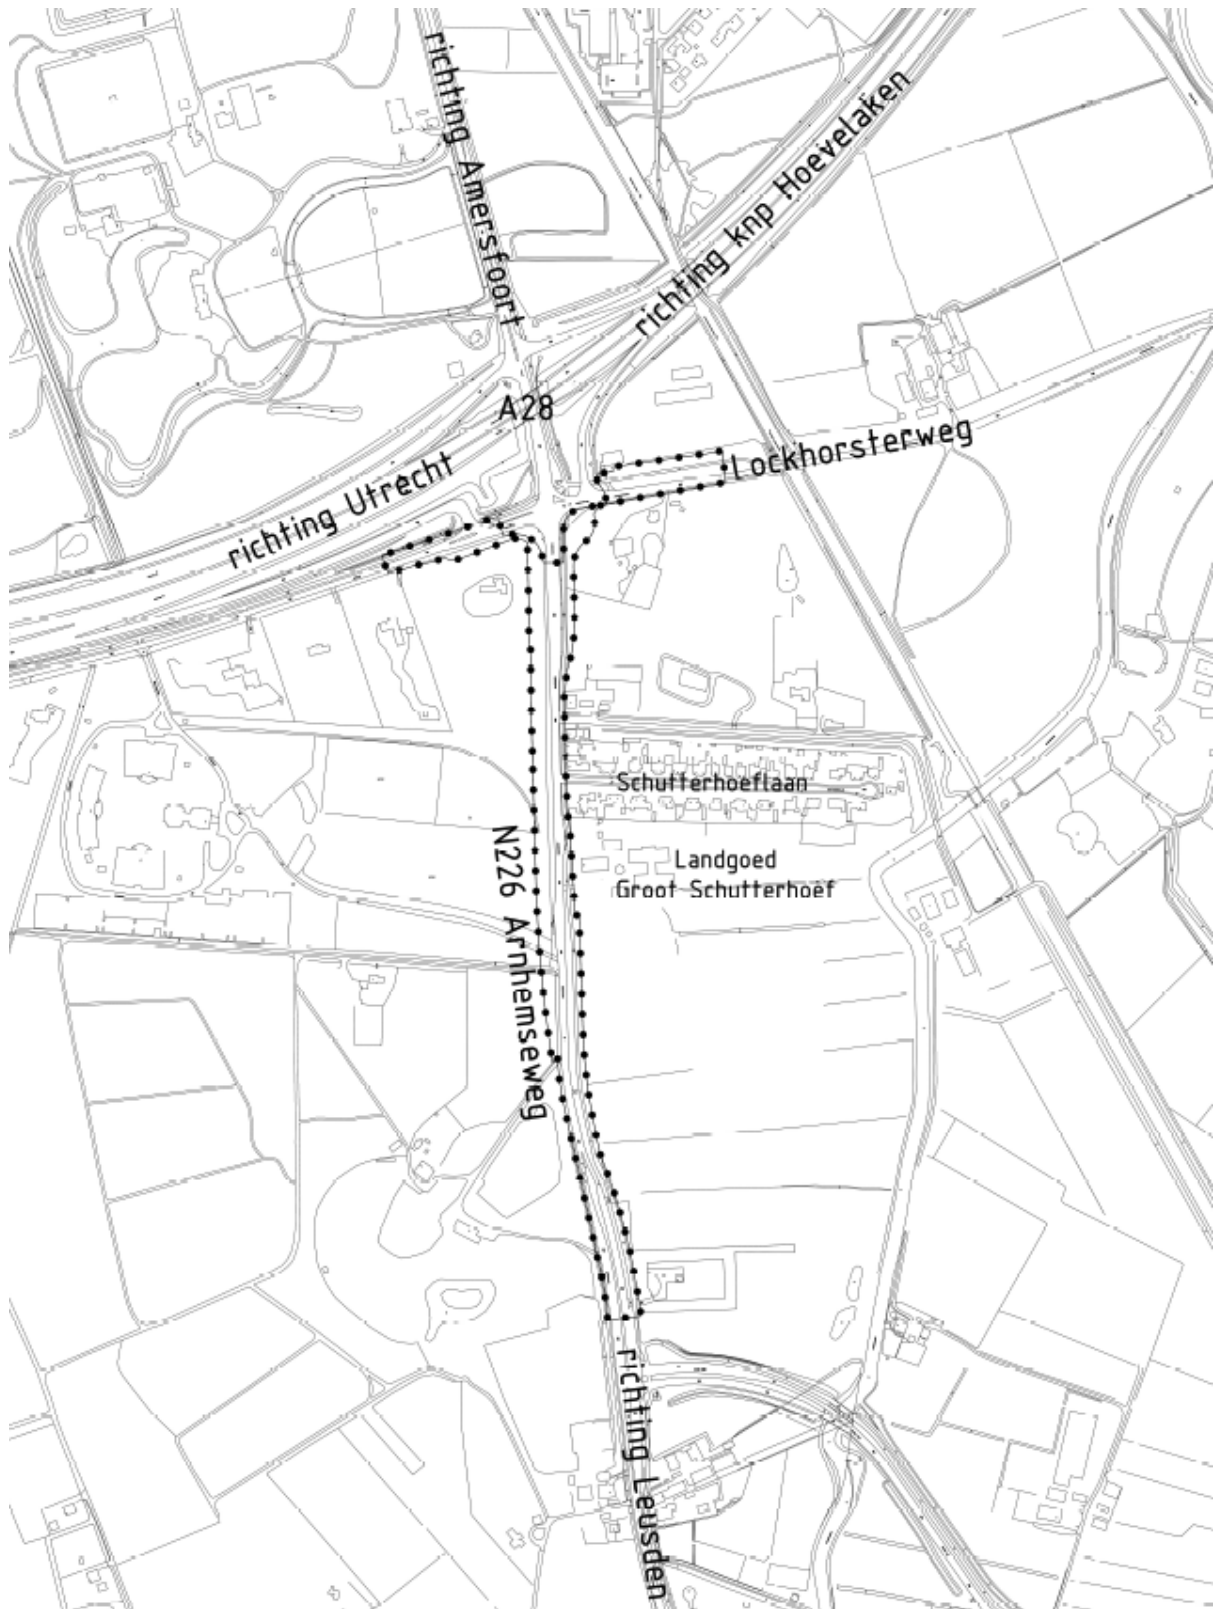 richting Amersfoort
richting knp Hoevelaken
A28
Lockhorsterweg
richting Utrecht
Schutterhoeflaan
Landgoed
Groot Schutterhoef
N226 Arnhemseweg
richting Leusden